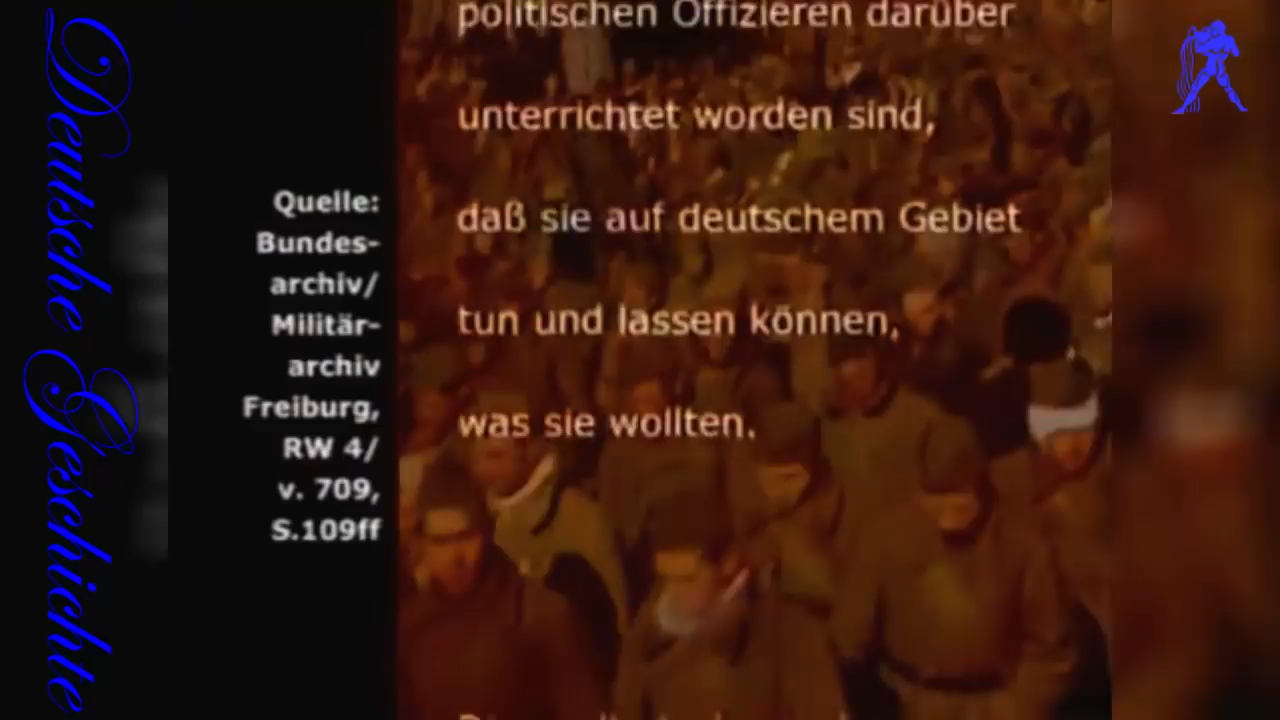 Deutsche Geschichte
Quelle:
Bundes-
archiv/
Militär-
archiv
Freiburg,
RW 4/
v. 709,
S.109ff
politischen Offizieren darüber
unterrichtet worden sind,
daß sie auf deutschem Gebiet
tun und lassen können,
was sie wollten.